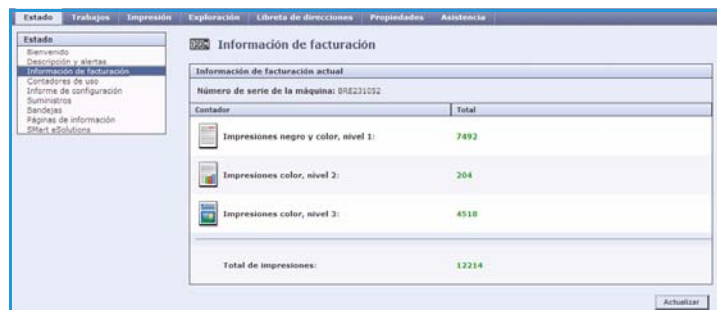 Estado Trabajos Impresión Exploración Libreta de direcciones Propiedades Asistencia
Estado
Bienvenido
Descripción y alertas
Información de facturación
Contadores de uso
Informe de configuración
Suministros
Bandejas
Páginas de información
SMart eSolutions
Información de facturación
Información de facturación actual
Número de serie de la máquina: BRE231052
Contador Total
Impresiones negro y color, nivel 1: 7492
Impresiones color, nivel 2: 204
Impresiones color, nivel 3: 4518
Total de impresiones: 12214
Actualizar